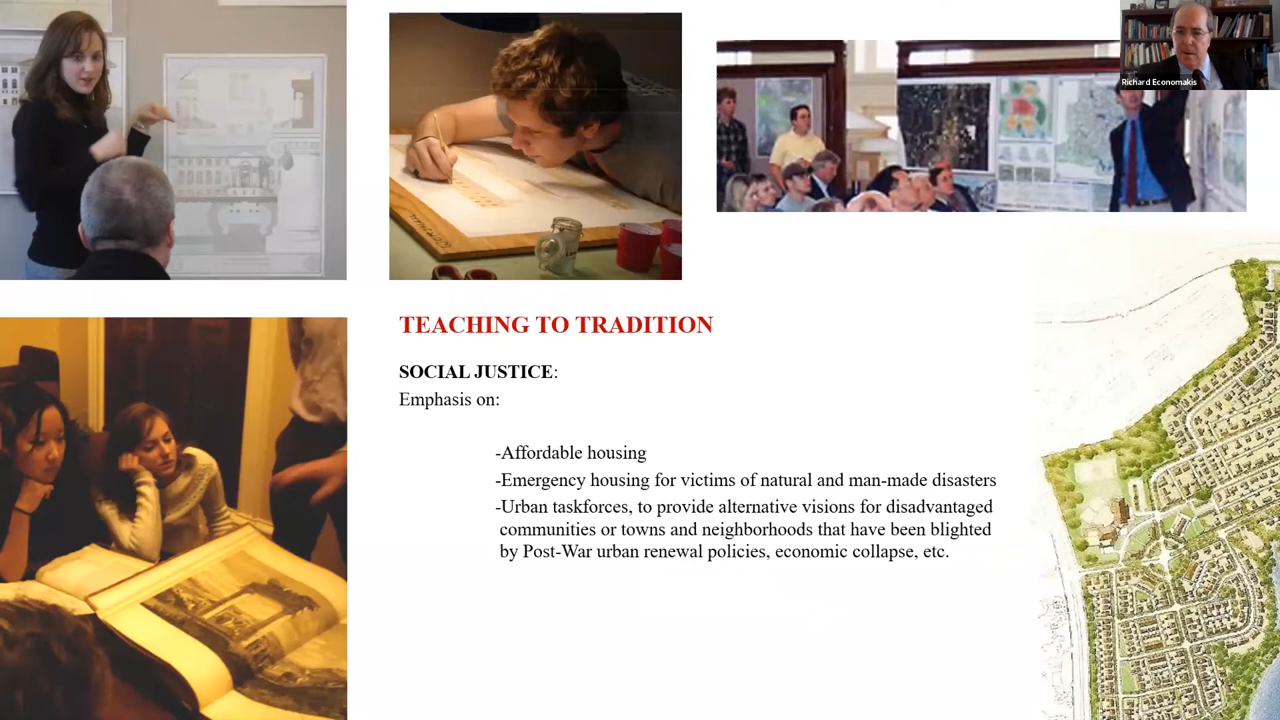 Richard Economakis
TEACHING TO TRADITION
SOCIAL JUSTICE:
Emphasis on:
-Affordable housing
-Emergency housing for victims of natural and man-made disasters
-Urban taskforces, to provide alternative visions for disadvantaged
communities or towns and neighborhoods that have been blighted
by Post-War urban renewal policies, economic collapse, etc.